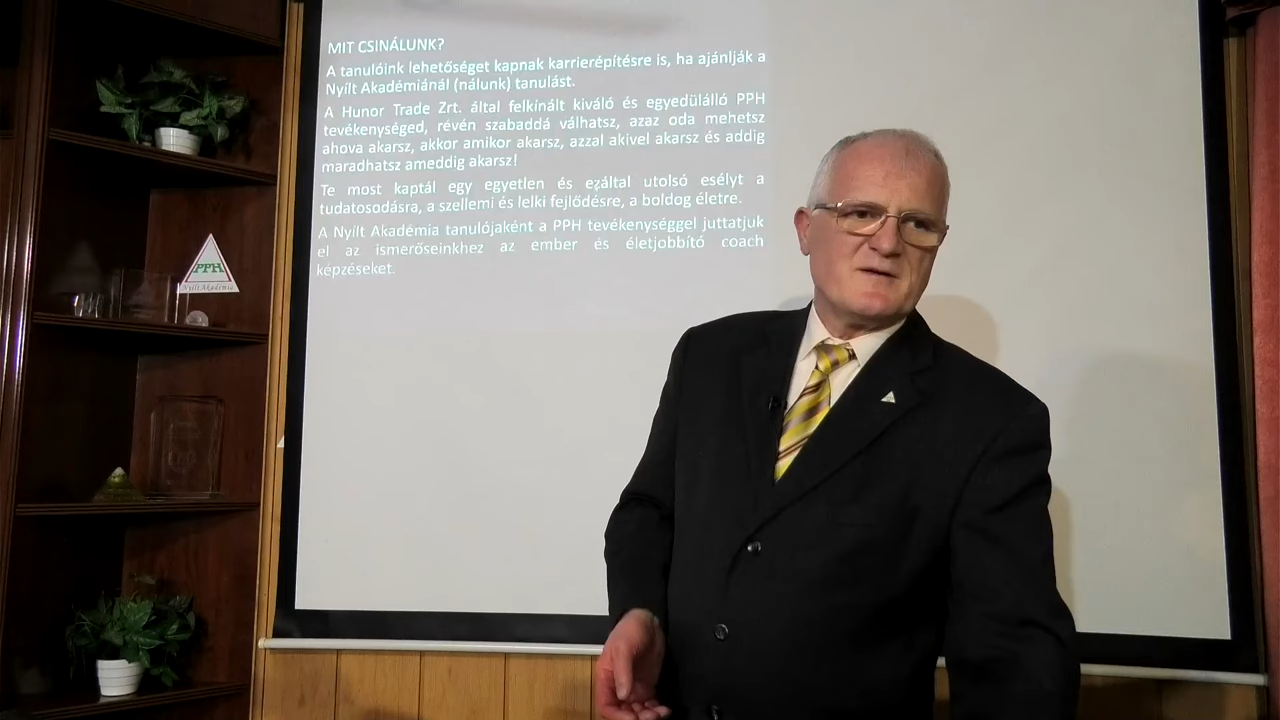 MIT CSINÁLUNK?
A tanulóink lehetőséget kapnak karrierépítésre is, ha ajánlják a
Nyílt Akadémiánál (nálunk) tanulást.
A Hunor Trade Zrt. által felkínált kiváló és egyedülálló PPH
tevékenységed, révén szabaddá válhatsz, azaz oda mehetsz
ahova akarsz, akkor amikor akarsz, azzal akivel akarsz és addig
maradhatsz ameddig akarsz!
Te most kaptál egy egyetlen és ezáltal utolsó esélyt a
tudatosodásra, a szellemi és lelki fejlődésre, a boldog életre.
A Nyílt Akadémia tanulójaként a PPH tevékenységgel juttatjuk
el az ismerőseinkhez az ember és életjobbító coach
képzéseket.
PPH
Nyílt Akadémia